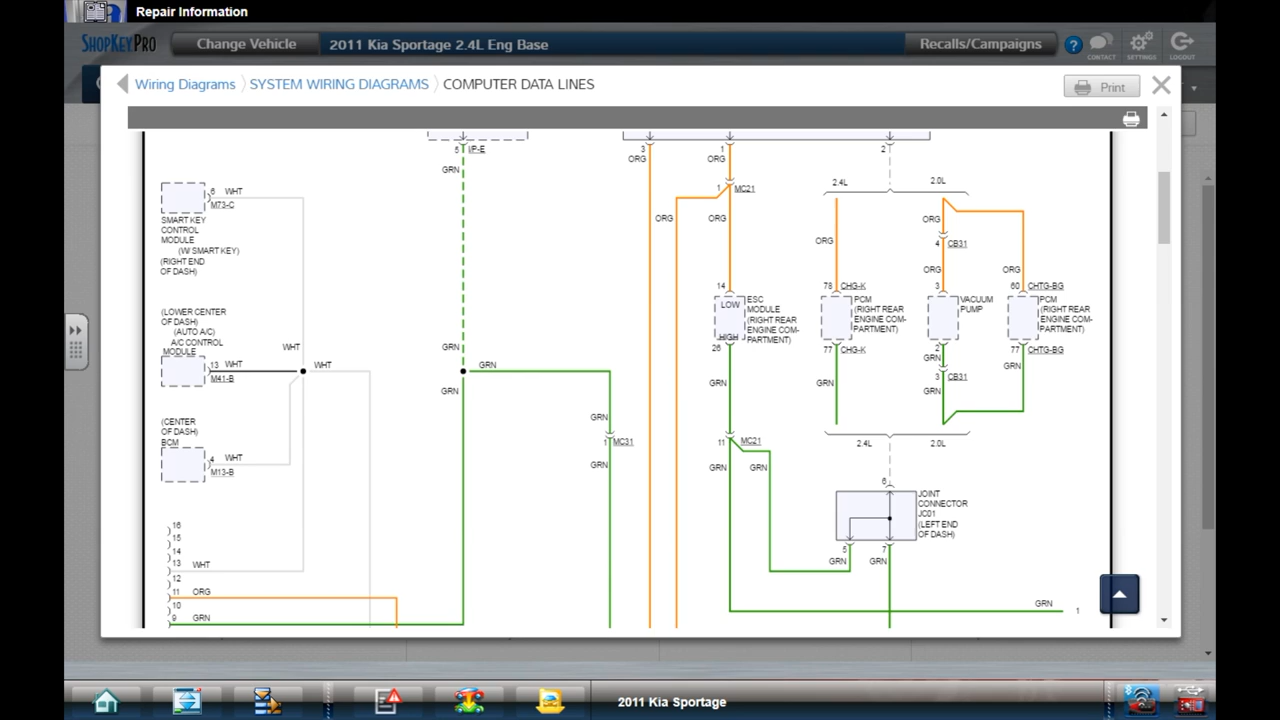 Repair Information
SHOPKEYPRO
Change Vehicle
2011 Kia Sportage 2.4L Eng Base
Recalls/Campaigns
?
CONTACT
SETTINGS
LOGOUT
Wiring Diagrams
SYSTEM WIRING DIAGRAMS
COMPUTER DATA LINES
Print
5 I/P-E
GRN
3
ORG
1
ORG
2
1 MC21
2.4L
2.0L
6 WHT
M73-C
SMART KEY
CONTROL
MODULE
(W/ SMART KEY)
(RIGHT END
OF DASH)
ORG
ORG
ORG
4 CB31
ORG
ORG
ORG
14
LOW
HIGH
26
ESC
MODULE
(RIGHT REAR
ENGINE COM-
PARTMENT)
78 CHG-K
PCM
(RIGHT REAR
ENGINE COM-
PARTMENT)
77 CHG-K
3
VACUUM
PUMP
2
GRN
3 CB31
60 CHTG-BG
PCM
(RIGHT REAR
ENGINE COM-
PARTMENT)
77 CHTG-BG
GRN
(LOWER CENTER
OF DASH)
(AUTO A/C)
A/C CONTROL
MODULE
WHT
13 WHT
M41-B
WHT
GRN
GRN
GRN
GRN
GRN
GRN
(CENTER
OF DASH)
BCM
4 WHT
M13-B
GRN
1 MC31
GRN
11 MC21
GRN
GRN
2.4L
2.0L
6
JOINT
CONNECTOR
JC01
(LEFT END
OF DASH)
5
GRN
7
GRN
16
15
14
13 WHT
12
11 ORG
10
9 GRN
GRN
1
2011 Kia Sportage